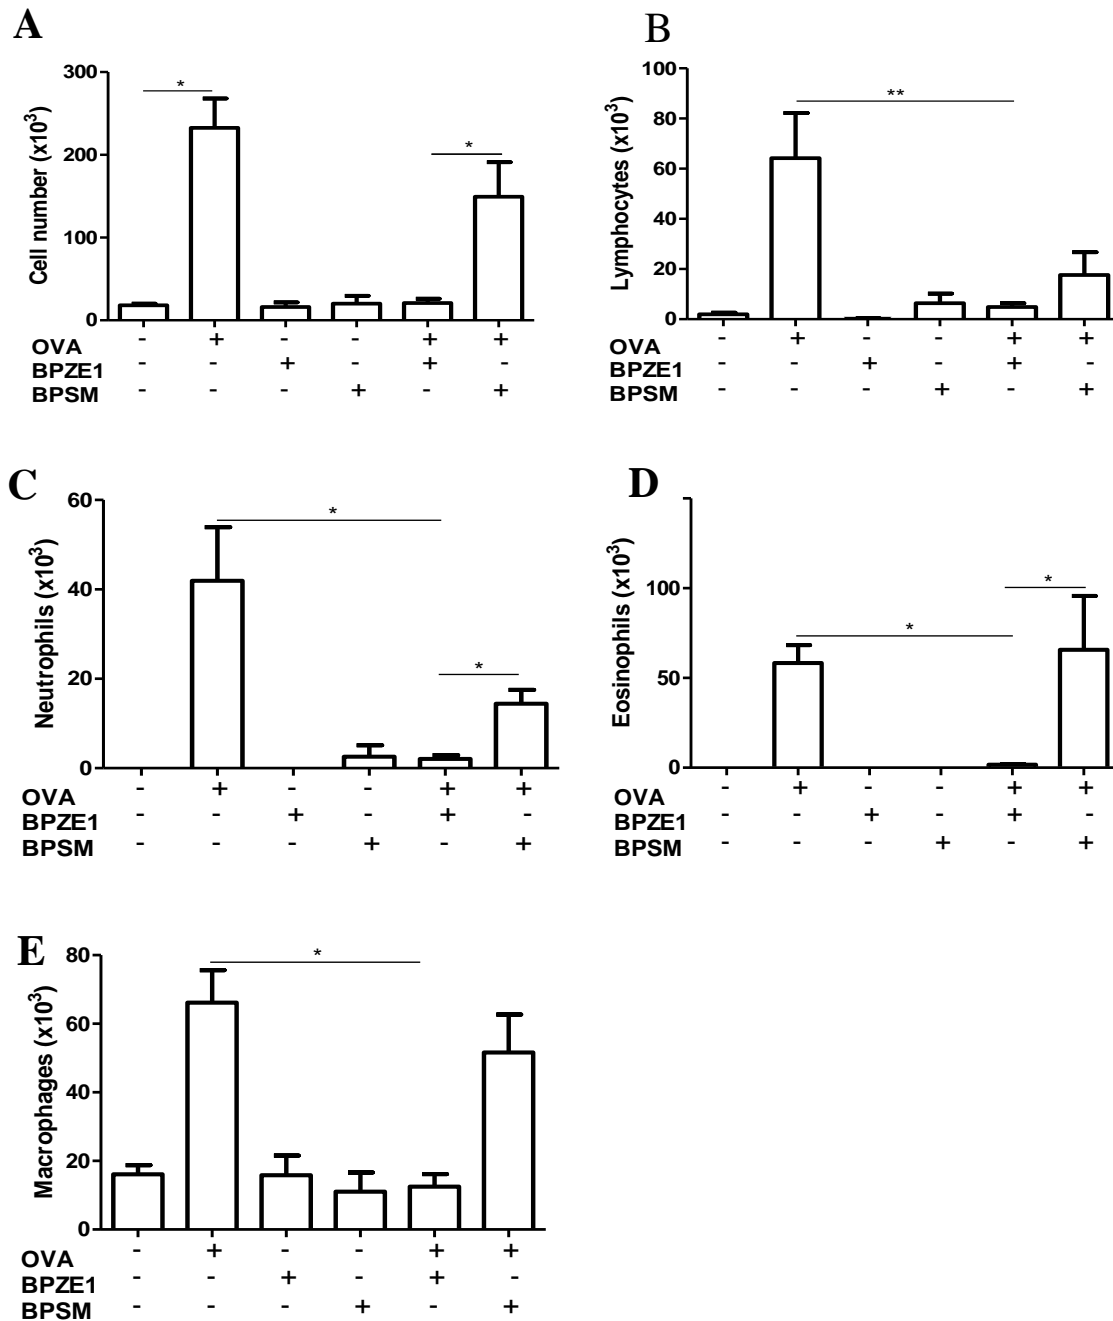 A
Cell number (x10³)
300
200
100
0
*
*
OVA - + - - + +
BPZE1 - - + - + -
BPSM - - - + - +
B
Lymphocytes (x10³)
100
80
60
40
20
0
**
OVA - + - - + +
BPZE1 - - + - + -
BPSM - - - + - +
C
Neutrophils (x10³)
60
40
20
0
*
*
OVA - + - - + +
BPZE1 - - + - + -
BPSM - - - + - +
D
Eosinophils (x10³)
100
50
0
*
*
OVA - + - - + +
BPZE1 - - + - + -
BPSM - - - + - +
E
Macrophages (x10³)
80
60
40
20
0
*
OVA - + - - + +
BPZE1 - - + - + -
BPSM - - - + - +